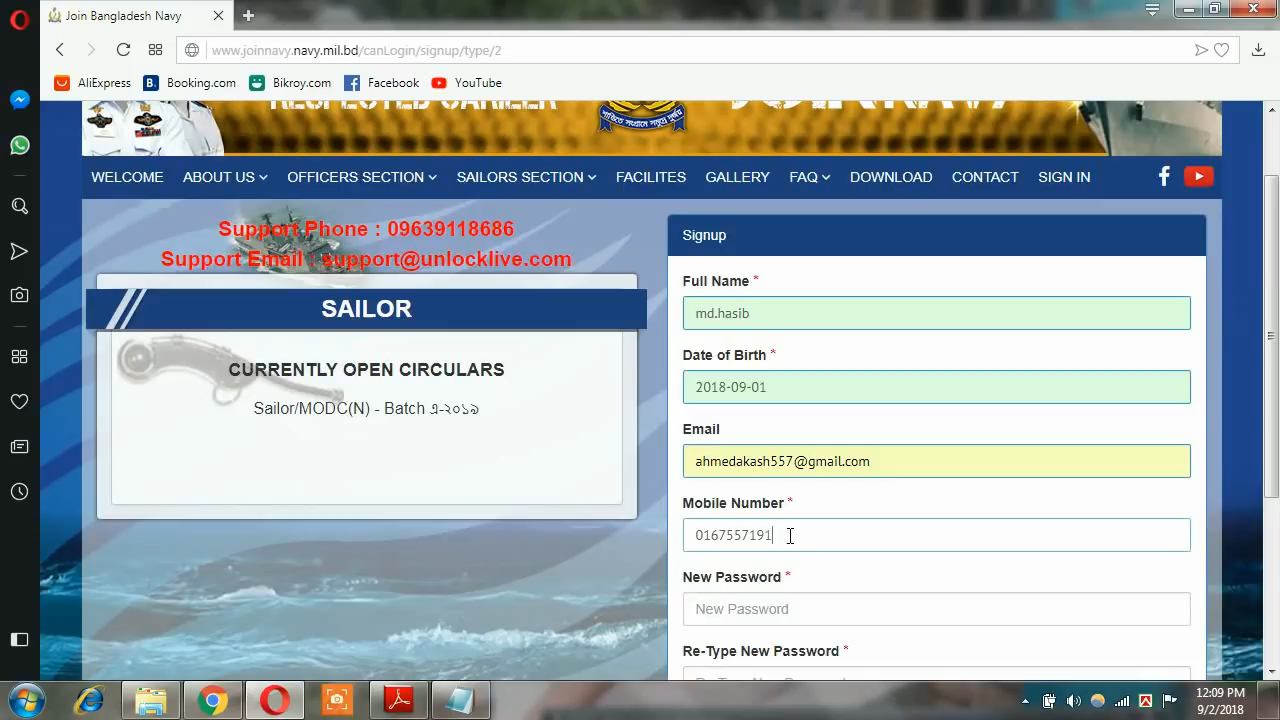 Join Bangladesh Navy
www.joinnavy.navy.mil.bd/canLogin/signup/type/2
AliExpress
Booking.com
Bikroy.com
Facebook
YouTube
RESPECTED CAREER
WELCOME
ABOUT US
OFFICERS SECTION
SAILORS SECTION
FACILITES
GALLERY
FAQ
DOWNLOAD
CONTACT
SIGN IN
Support Phone : 09639118686
Support Email : support@unlocklive.com
SAILOR
CURRENTLY OPEN CIRCULARS
Sailor/MODC(N) - Batch এ-২০১৯
Signup
Full Name *
md.hasib
Date of Birth *
2018-09-01
Email
ahmedakash557@gmail.com
Mobile Number *
0167557191
New Password *
New Password
Re-Type New Password *
12:09 PM
9/2/2018